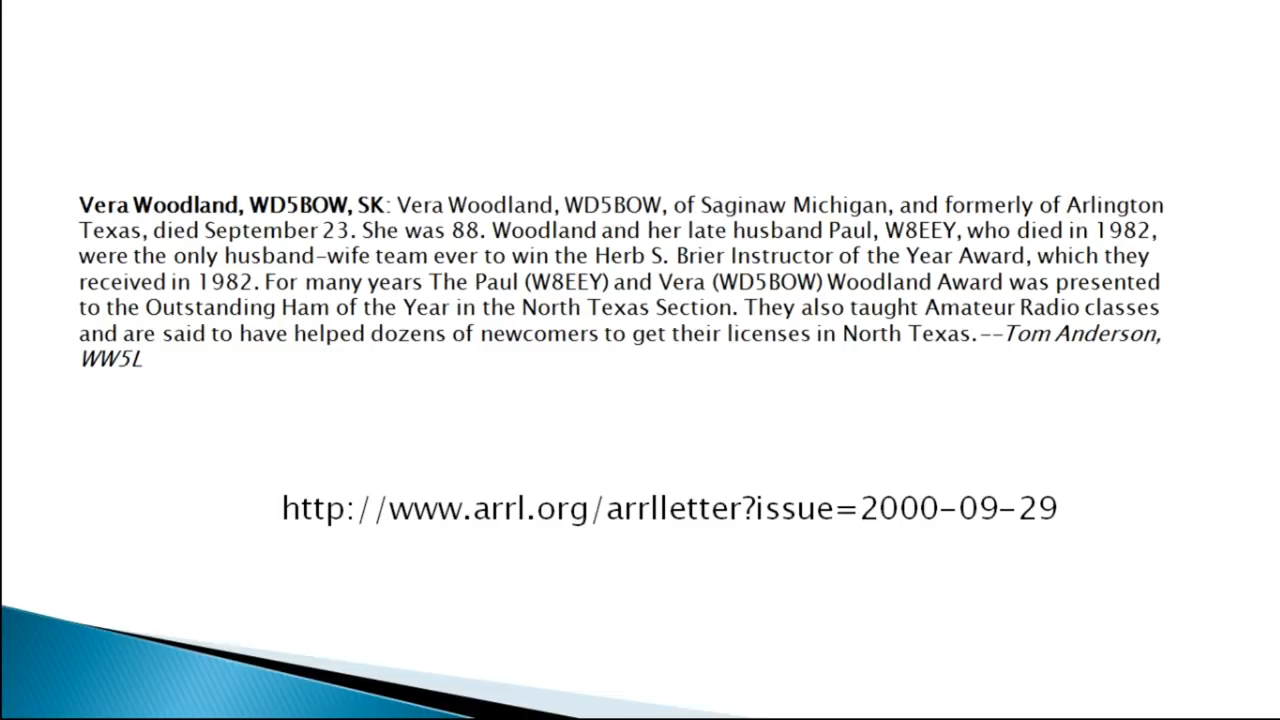 Vera Woodland, WD5BOW, SK: Vera Woodland, WD5BOW, of Saginaw Michigan, and formerly of Arlington
Texas, died September 23. She was 88. Woodland and her late husband Paul, W8EEY, who died in 1982,
were the only husband-wife team ever to win the Herb S. Brier Instructor of the Year Award, which they
received in 1982. For many years The Paul (W8EEY) and Vera (WD5BOW) Woodland Award was presented
to the Outstanding Ham of the Year in the North Texas Section. They also taught Amateur Radio classes
and are said to have helped dozens of newcomers to get their licenses in North Texas.--Tom Anderson,
WW5L
http://www.arrl.org/arrlletter?issue=2000-09-29